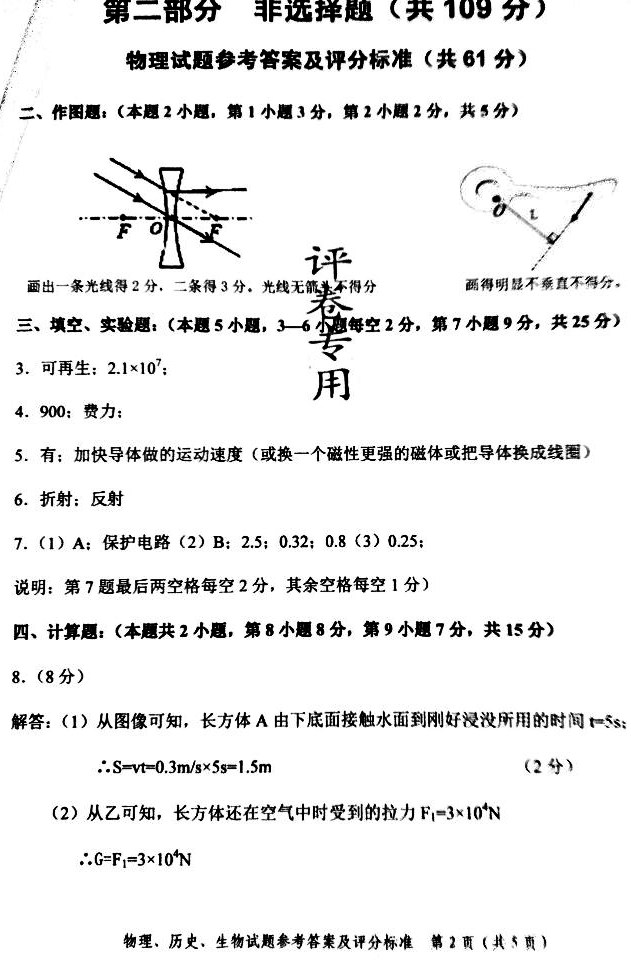 第二部分 非选择题（共 109 分）
物理试题参考答案及评分标准（共 61 分）
二、作图题：（本题 2 小题，第 1 小题 3 分，第 2 小题 2 分，共 5 分）
F O F
O L
画出一条光线得 2 分，二条得 3 分。光线无箭头不得分
画得明显不垂直不得分。
评卷专用
三、填空、实验题：（本题 5 小题，3—6 小题每空 2 分，第 7 小题 9 分，共 25 分）
3．可再生；2.1×10⁷；
4．900；费力；
5．有；加快导体做的运动速度（或换一个磁性更强的磁体或把导体换成线圈）
6．折射；反射
7．（1）A；保护电路（2）B；2.5；0.32；0.8（3）0.25；
说明：第 7 题最后两空格每空 2 分，其余空格每空 1 分）
四、计算题：（本题共 2 小题，第 8 小题 8 分，第 9 小题 7 分，共 15 分）
8．（8 分）
解答：（1）从图像可知，长方体 A 由下底面接触水面到刚好浸没所用的时间 t=5s；
∴S=vt=0.3m/s×5s=1.5m （2 分）
（2）从乙可知，长方体还在空气中时受到的拉力 F₁=3×10⁴N
∴G=F₁=3×10⁴N
物理、历史、生物试题参考答案及评分标准 第 2 页（共 5 页）